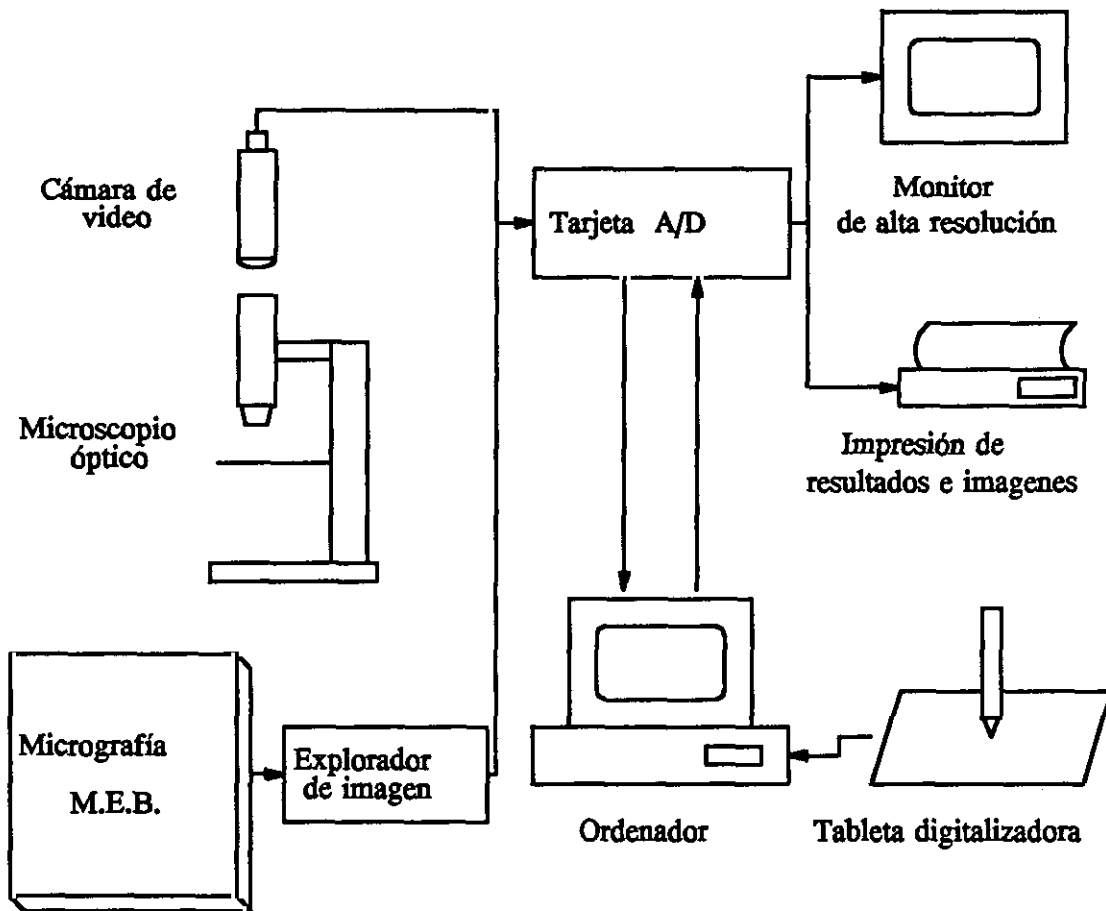 Cámara de
video
Tarjeta A/D
Monitor
de alta resolución
Microscopio
óptico
Impresión de
resultados e imagenes
Micrografía
M.E.B.
Explorador
de imagen
Ordenador
Tableta digitalizadora